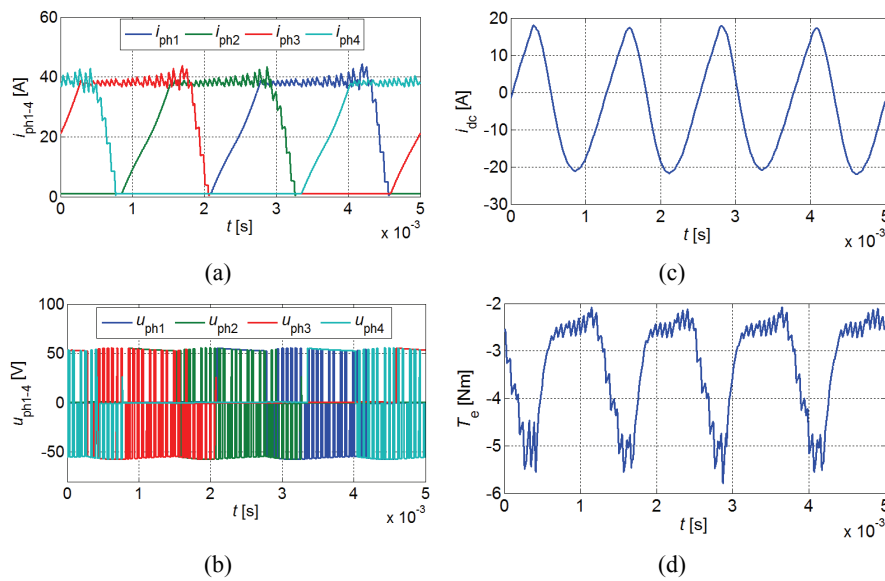 i_ph1 i_ph2 i_ph3 i_ph4
i_ph1-4 [A]
60
40
20
0
0 1 2 3 4 5
t [s]
x 10⁻³
(a)
i_dc [A]
20
10
0
-10
-20
-30
0 1 2 3 4 5
t [s]
x 10⁻³
(c)
u_ph1 u_ph2 u_ph3 u_ph4
u_ph1-4 [V]
100
50
0
-50
0 1 2 3 4 5
t [s]
x 10⁻³
(b)
T_e [Nm]
-2
-3
-4
-5
-6
0 1 2 3 4 5
t [s]
x 10⁻³
(d)